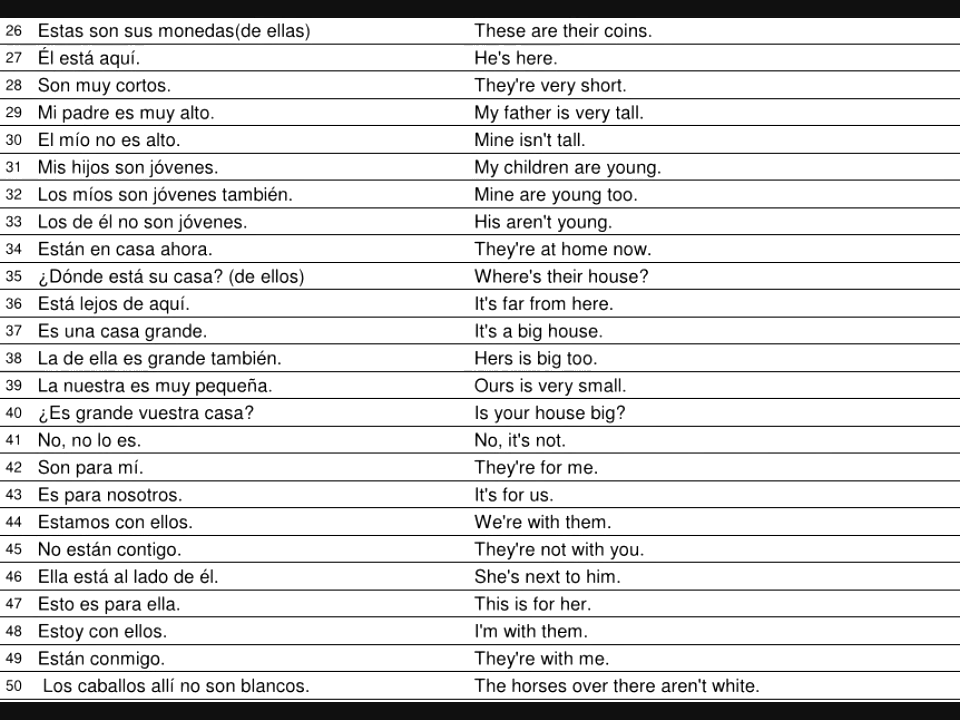 26 Estas son sus monedas(de ellas) These are their coins.
27 Él está aquí. He's here.
28 Son muy cortos. They're very short.
29 Mi padre es muy alto. My father is very tall.
30 El mío no es alto. Mine isn't tall.
31 Mis hijos son jóvenes. My children are young.
32 Los míos son jóvenes también. Mine are young too.
33 Los de él no son jóvenes. His aren't young.
34 Están en casa ahora. They're at home now.
35 ¿Dónde está su casa? (de ellos) Where's their house?
36 Está lejos de aquí. It's far from here.
37 Es una casa grande. It's a big house.
38 La de ella es grande también. Hers is big too.
39 La nuestra es muy pequeña. Ours is very small.
40 ¿Es grande vuestra casa? Is your house big?
41 No, no lo es. No, it's not.
42 Son para mí. They're for me.
43 Es para nosotros. It's for us.
44 Estamos con ellos. We're with them.
45 No están contigo. They're not with you.
46 Ella está al lado de él. She's next to him.
47 Esto es para ella. This is for her.
48 Estoy con ellos. I'm with them.
49 Están conmigo. They're with me.
50 Los caballos allí no son blancos. The horses over there aren't white.